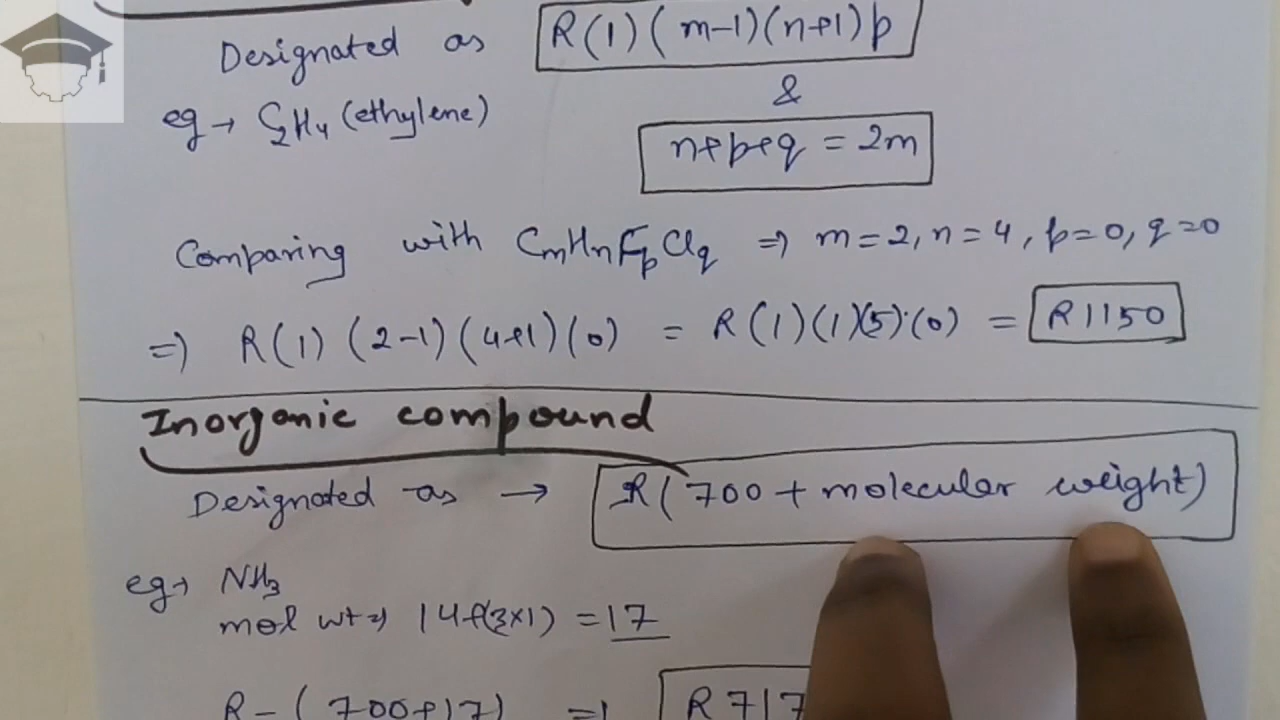 Designated as R(1)(m-1)(n+1)p
&
eg → C2H4 (ethylene)
n+p+q = 2m
Comparing with CmHnFpClq ⇒ m=2, n=4, p=0, q=0
⇒ R(1)(2-1)(4+1)(0) = R(1)(1)(5)(0) = R1150
Inorganic compound
Designated as → R(700 + molecular weight)
eg→ NH3
mol wt ⇒ 14+(3×1) = 17
R-(700+17) ⇒ R717